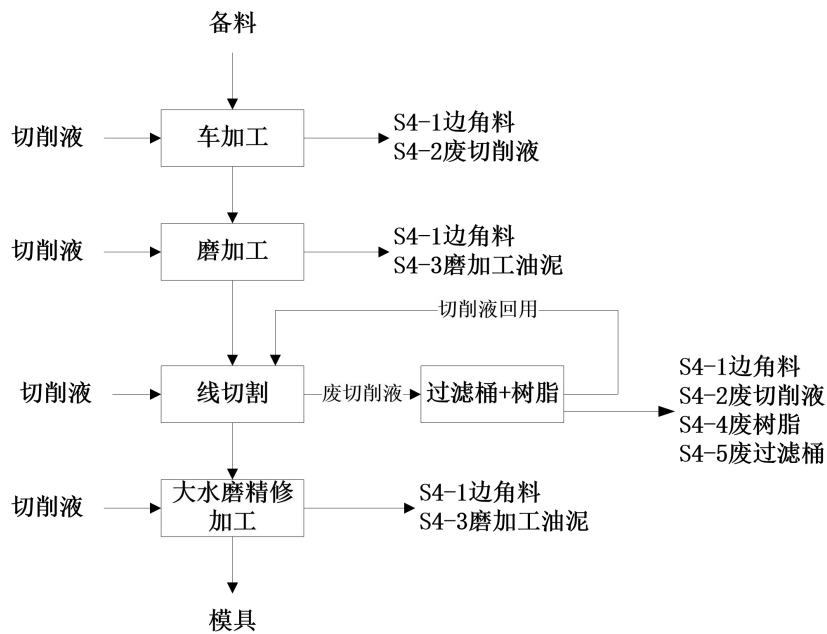 备料
切削液
车加工
S4-1边角料
S4-2废切削液
切削液
磨加工
S4-1边角料
S4-3磨加工油泥
切削液回用
切削液
线切割
废切削液
过滤桶+树脂
S4-1边角料
S4-2废切削液
S4-4废树脂
S4-5废过滤桶
切削液
大水磨精修
加工
S4-1边角料
S4-3磨加工油泥
模具